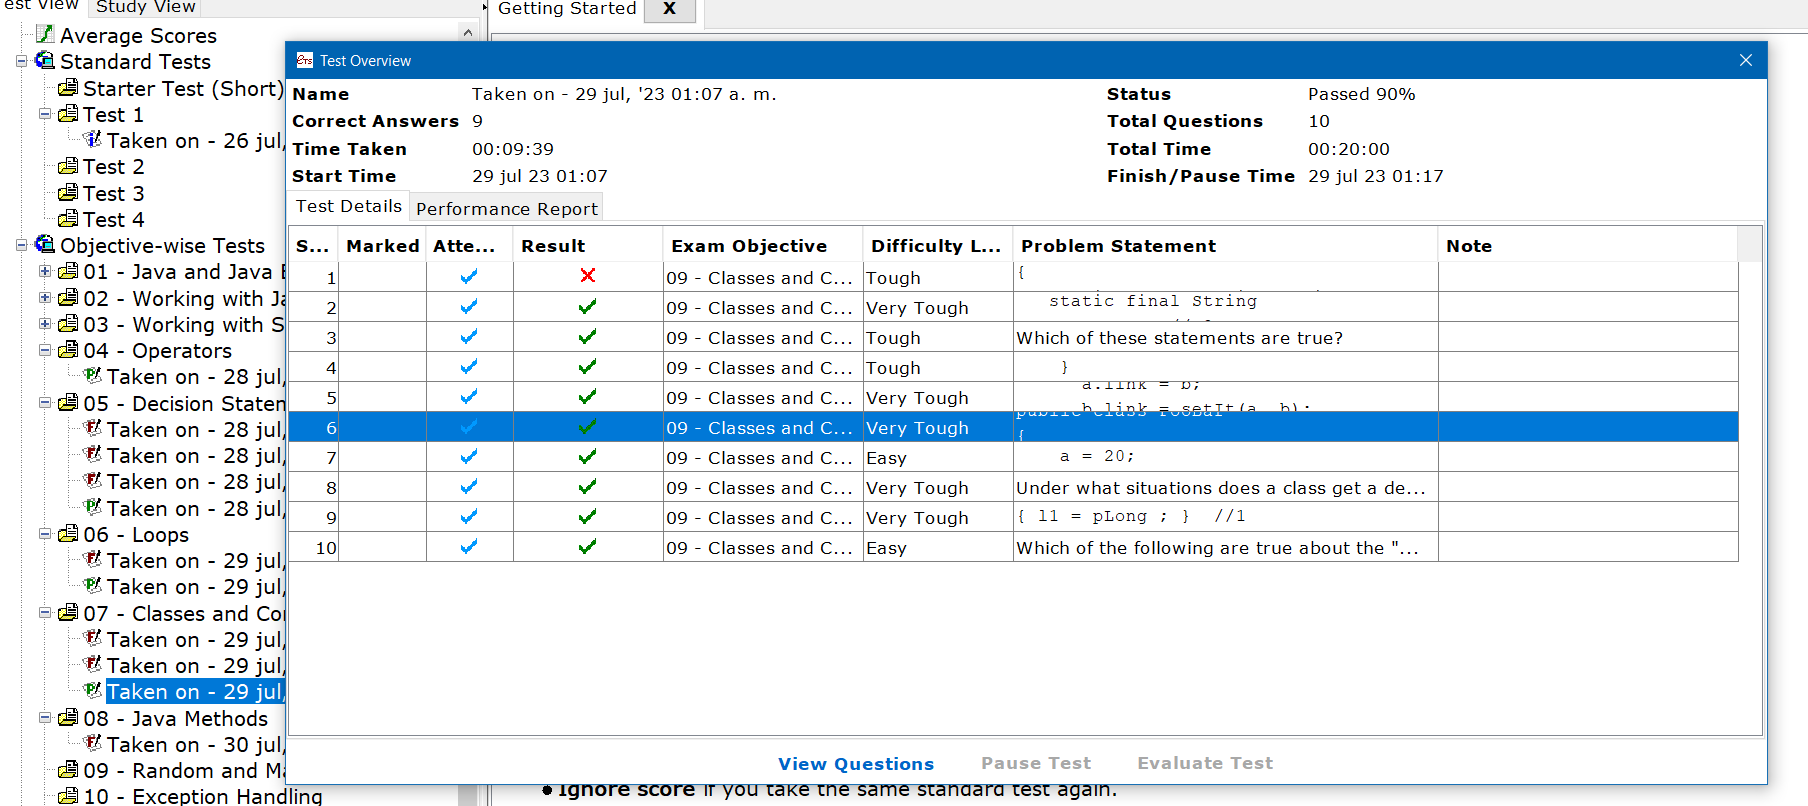 est View
Study View
Getting Started
X
Average Scores
Standard Tests
Starter Test (Short)
Test 1
Taken on - 26 jul,
Test 2
Test 3
Test 4
Objective-wise Tests
01 - Java and Java
02 - Working with Ja
03 - Working with S
04 - Operators
Taken on - 28 jul,
05 - Decision Staten
Taken on - 28 jul,
Taken on - 28 jul,
Taken on - 28 jul,
Taken on - 28 jul,
06 - Loops
Taken on - 29 jul,
Taken on - 29 jul,
07 - Classes and Co
Taken on - 29 jul,
Taken on - 29 jul,
Taken on - 29 jul,
08 - Java Methods
Taken on - 30 jul,
09 - Random and Ma
10 - Exception Handling
ETS Test Overview
Name Taken on - 29 jul, '23 01:07 a. m. Status Passed 90%
Correct Answers 9 Total Questions 10
Time Taken 00:09:39 Total Time 00:20:00
Start Time 29 jul 23 01:07 Finish/Pause Time 29 jul 23 01:17
Test Details Performance Report
S... Marked Atte... Result Exam Objective Difficulty L... Problem Statement Note
1 09 - Classes and C... Tough {
2 09 - Classes and C... Very Tough static final String
3 09 - Classes and C... Tough Which of these statements are true?
4 09 - Classes and C... Tough }
5 09 - Classes and C... Very Tough a.link = b;
b.link = setIt(a, b);
6 09 - Classes and C... Very Tough public class FooBar
{
7 09 - Classes and C... Easy a = 20;
8 09 - Classes and C... Very Tough Under what situations does a class get a de...
9 09 - Classes and C... Very Tough { l1 = pLong ; } //1
10 09 - Classes and C... Easy Which of the following are true about the "...
View Questions Pause Test Evaluate Test
Ignore score if you take the same standard test again.